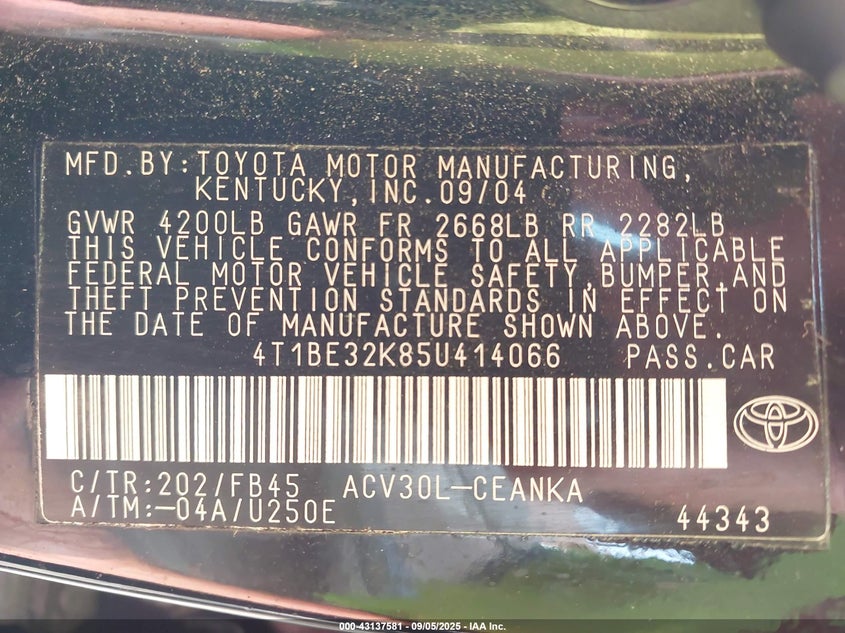 MFD.BY:TOYOTA MOTOR MANUFACTURING,
KENTUCKY,INC.09/04
GVWR 4200LB GAWR FR 2668LB RR 2282LB
THIS VEHICLE CONFORMS TO ALL APPLICABLE
FEDERAL MOTOR VEHICLE SAFETY,BUMPER,AND
THEFT PREVENTION STANDARDS IN EFFECT ON
THE DATE OF MANUFACTURE SHOWN ABOVE.
4T1BE32K85U414066 PASS.CAR
C/TR:202/FB45 ACV30L-CEANKA
A/TM:-04A/U250E 44343
000-43137581 - 09/05/2025 - IAA Inc.